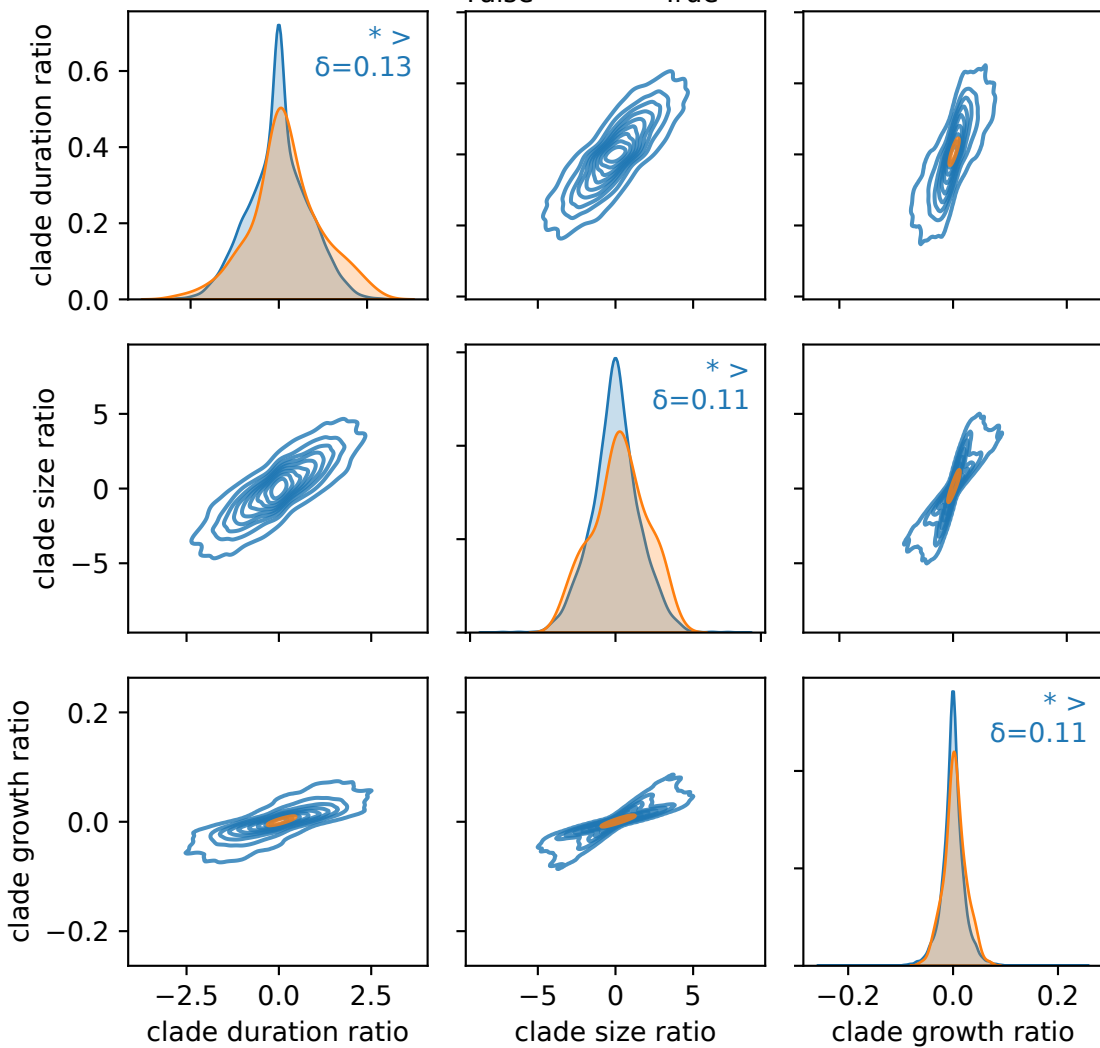 clade duration ratio
0.6
0.4
0.2
0.0
* >
δ=0.13
clade size ratio
5
0
−5
* >
δ=0.11
clade growth ratio
0.2
0.0
−0.2
* >
δ=0.11
−2.5 0.0 2.5
−5 0 5
−0.2 0.0 0.2
clade duration ratio
clade size ratio
clade growth ratio